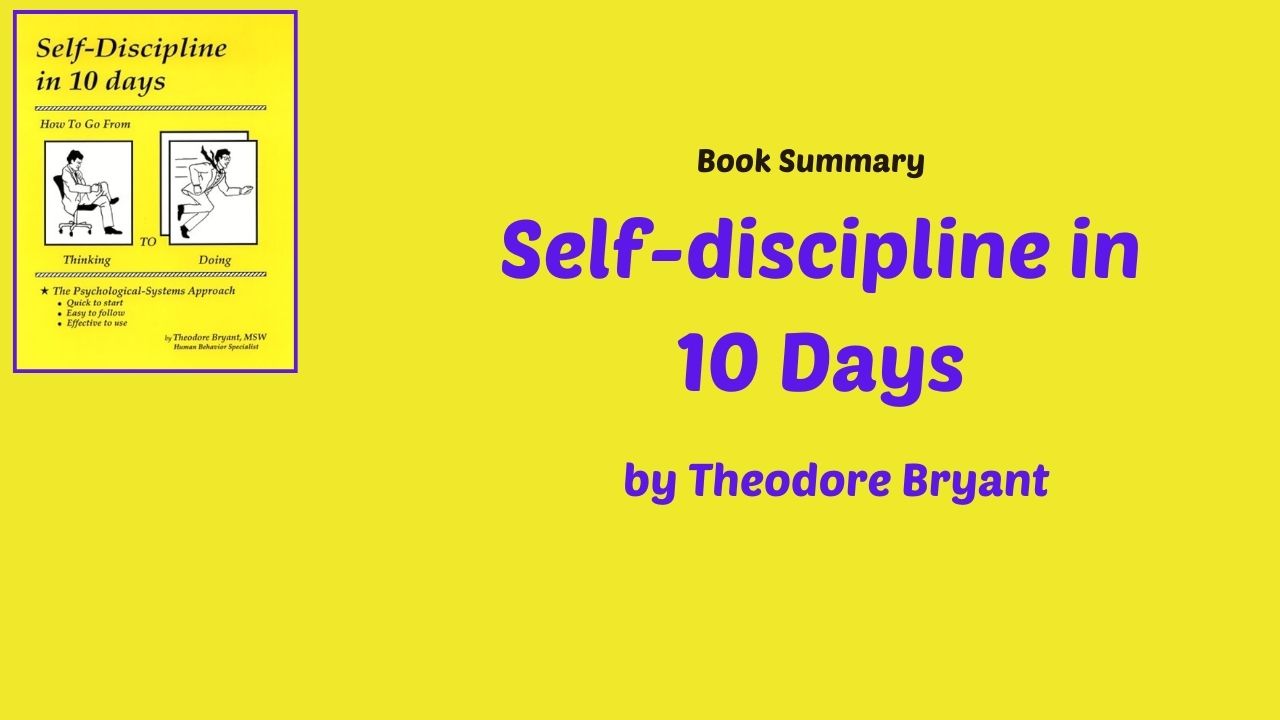 Self-Discipline
in 10 days
How To Go From
TO
Thinking
Doing
★ The Psychological-Systems Approach
• Quick to start
• Easy to follow
• Effective to use
by Theodore Bryant, MSW
Human Behavior Specialist
Book Summary
Self-discipline in
10 Days
by Theodore Bryant